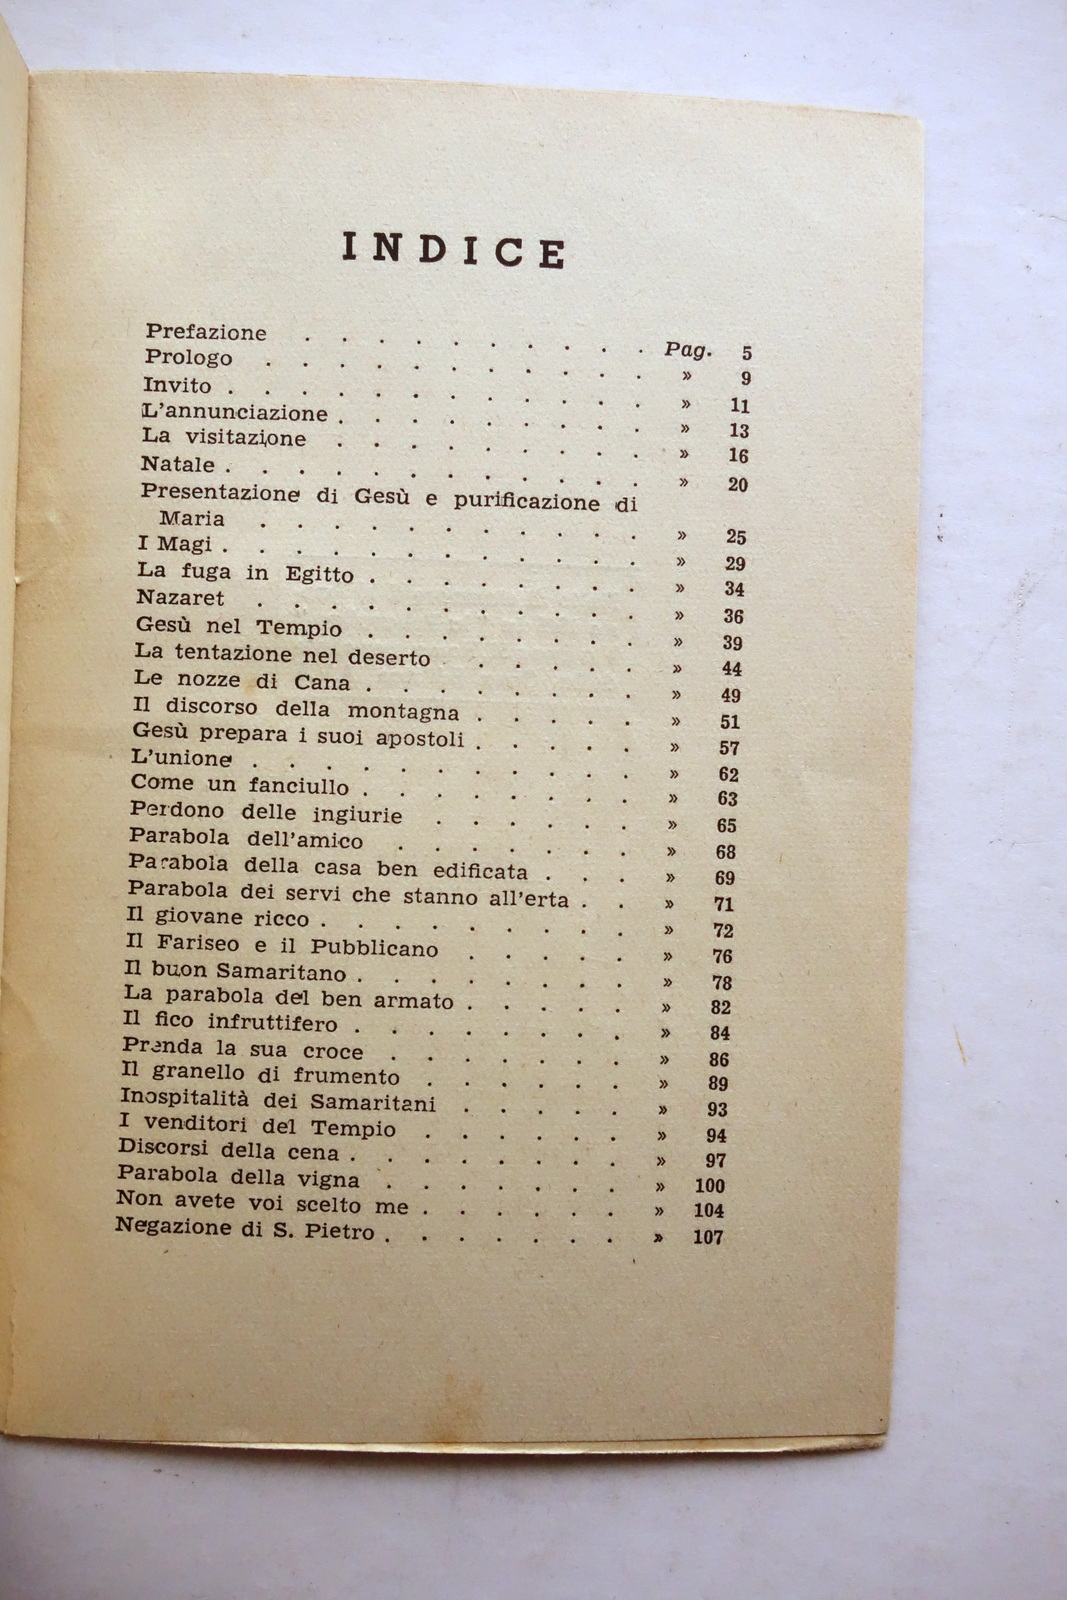 INDICE
Prefazione . . . . . . . . . . Pag. 5
Prologo . . . . . . . . . . . » 9
Invito . . . . . . . . . . . . » 11
L'annunciazione . . . . . . . . . » 13
La visitazione . . . . . . . . . » 16
Natale . . . . . . . . . . . . » 20
Presentazione di Gesù e purificazione di
Maria . . . . . . . . . . . » 25
I Magi . . . . . . . . . . . . » 29
La fuga in Egitto . . . . . . . . » 34
Nazaret . . . . . . . . . . . » 36
Gesù nel Tempio . . . . . . . . » 39
La tentazione nel deserto . . . . . . » 44
Le nozze di Cana . . . . . . . . » 49
Il discorso della montagna . . . . . » 51
Gesù prepara i suoi apostoli . . . . . » 57
L'unione . . . . . . . . . . . » 62
Come un fanciullo . . . . . . . . » 63
Perdono delle ingiurie . . . . . . » 65
Parabola dell'amico . . . . . . . » 68
Parabola della casa ben edificata . . . » 69
Parabola dei servi che stanno all'erta . . » 71
Il giovane ricco . . . . . . . . . » 72
Il Fariseo e il Pubblicano . . . . . » 76
Il buon Samaritano . . . . . . . . » 78
La parabola del ben armato . . . . . » 82
Il fico infruttifero . . . . . . . . » 84
Prenda la sua croce . . . . . . . » 86
Il granello di frumento . . . . . . » 89
Inospitalità dei Samaritani . . . . . » 93
I venditori del Tempio . . . . . . » 94
Discorsi della cena . . . . . . . . » 97
Parabola della vigna . . . . . . . » 100
Non avete voi scelto me . . . . . . » 104
Negazione di S. Pietro . . . . . . . » 107